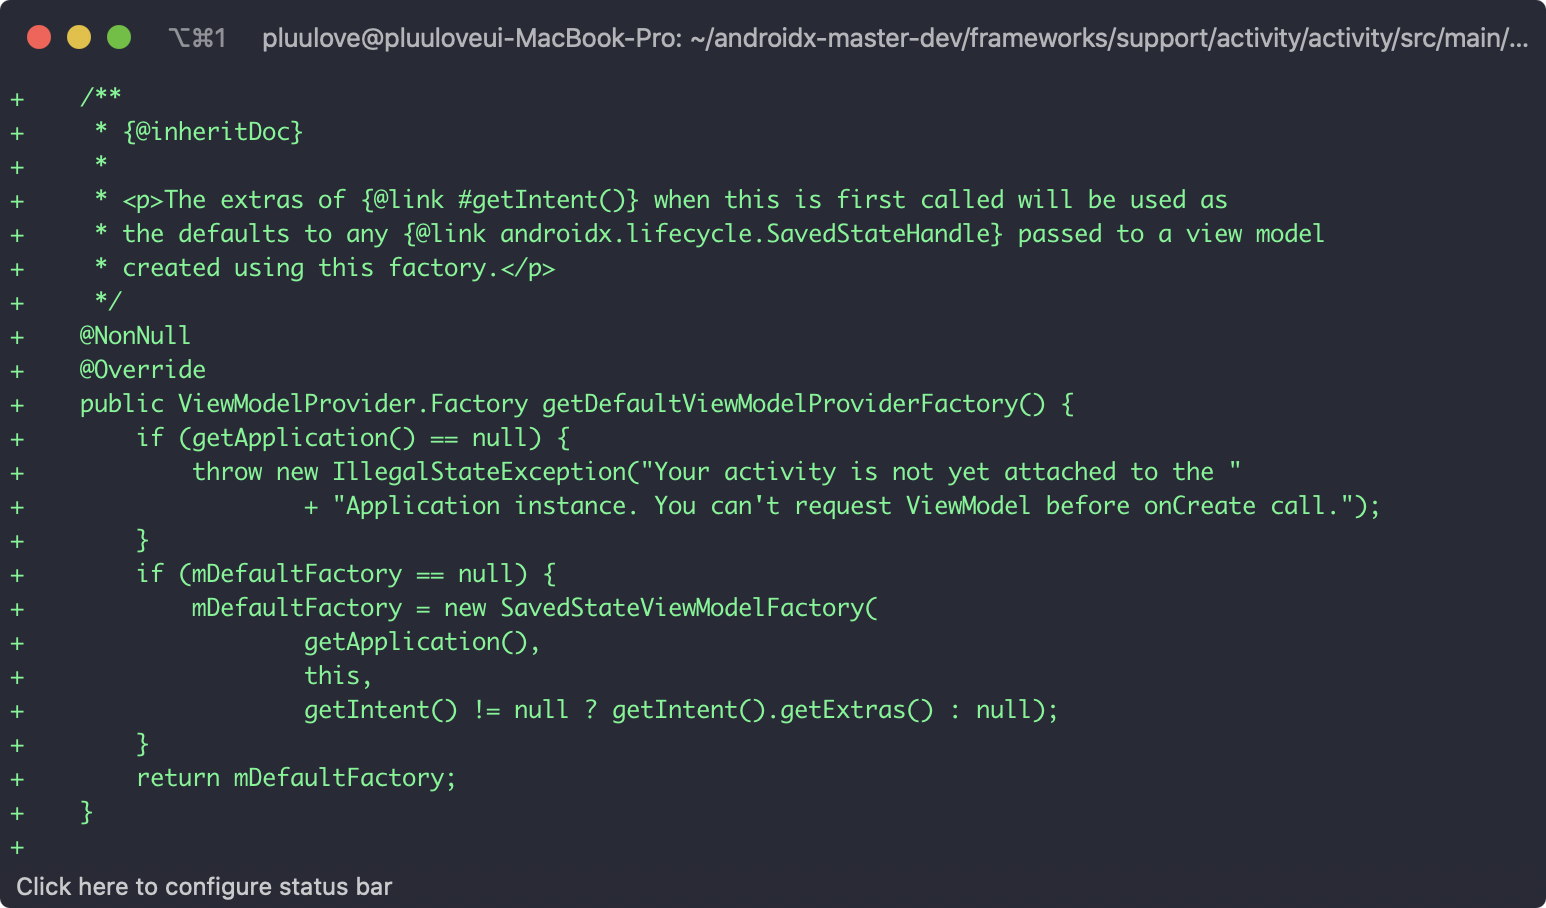 ⌥⌘1 pluulove@pluuloveui-MacBook-Pro: ~/androidx-master-dev/frameworks/support/activity/activity/src/main/...
+    /**
+     * {@inheritDoc}
+     *
+     * <p>The extras of {@link #getIntent()} when this is first called will be used as
+     * the defaults to any {@link androidx.lifecycle.SavedStateHandle} passed to a view model
+     * created using this factory.</p>
+     */
+    @NonNull
+    @Override
+    public ViewModelProvider.Factory getDefaultViewModelProviderFactory() {
+        if (getApplication() == null) {
+            throw new IllegalStateException("Your activity is not yet attached to the "
+                    + "Application instance. You can't request ViewModel before onCreate call.");
+        }
+        if (mDefaultFactory == null) {
+            mDefaultFactory = new SavedStateViewModelFactory(
+                    getApplication(),
+                    this,
+                    getIntent() != null ? getIntent().getExtras() : null);
+        }
+        return mDefaultFactory;
+    }
+
Click here to configure status bar